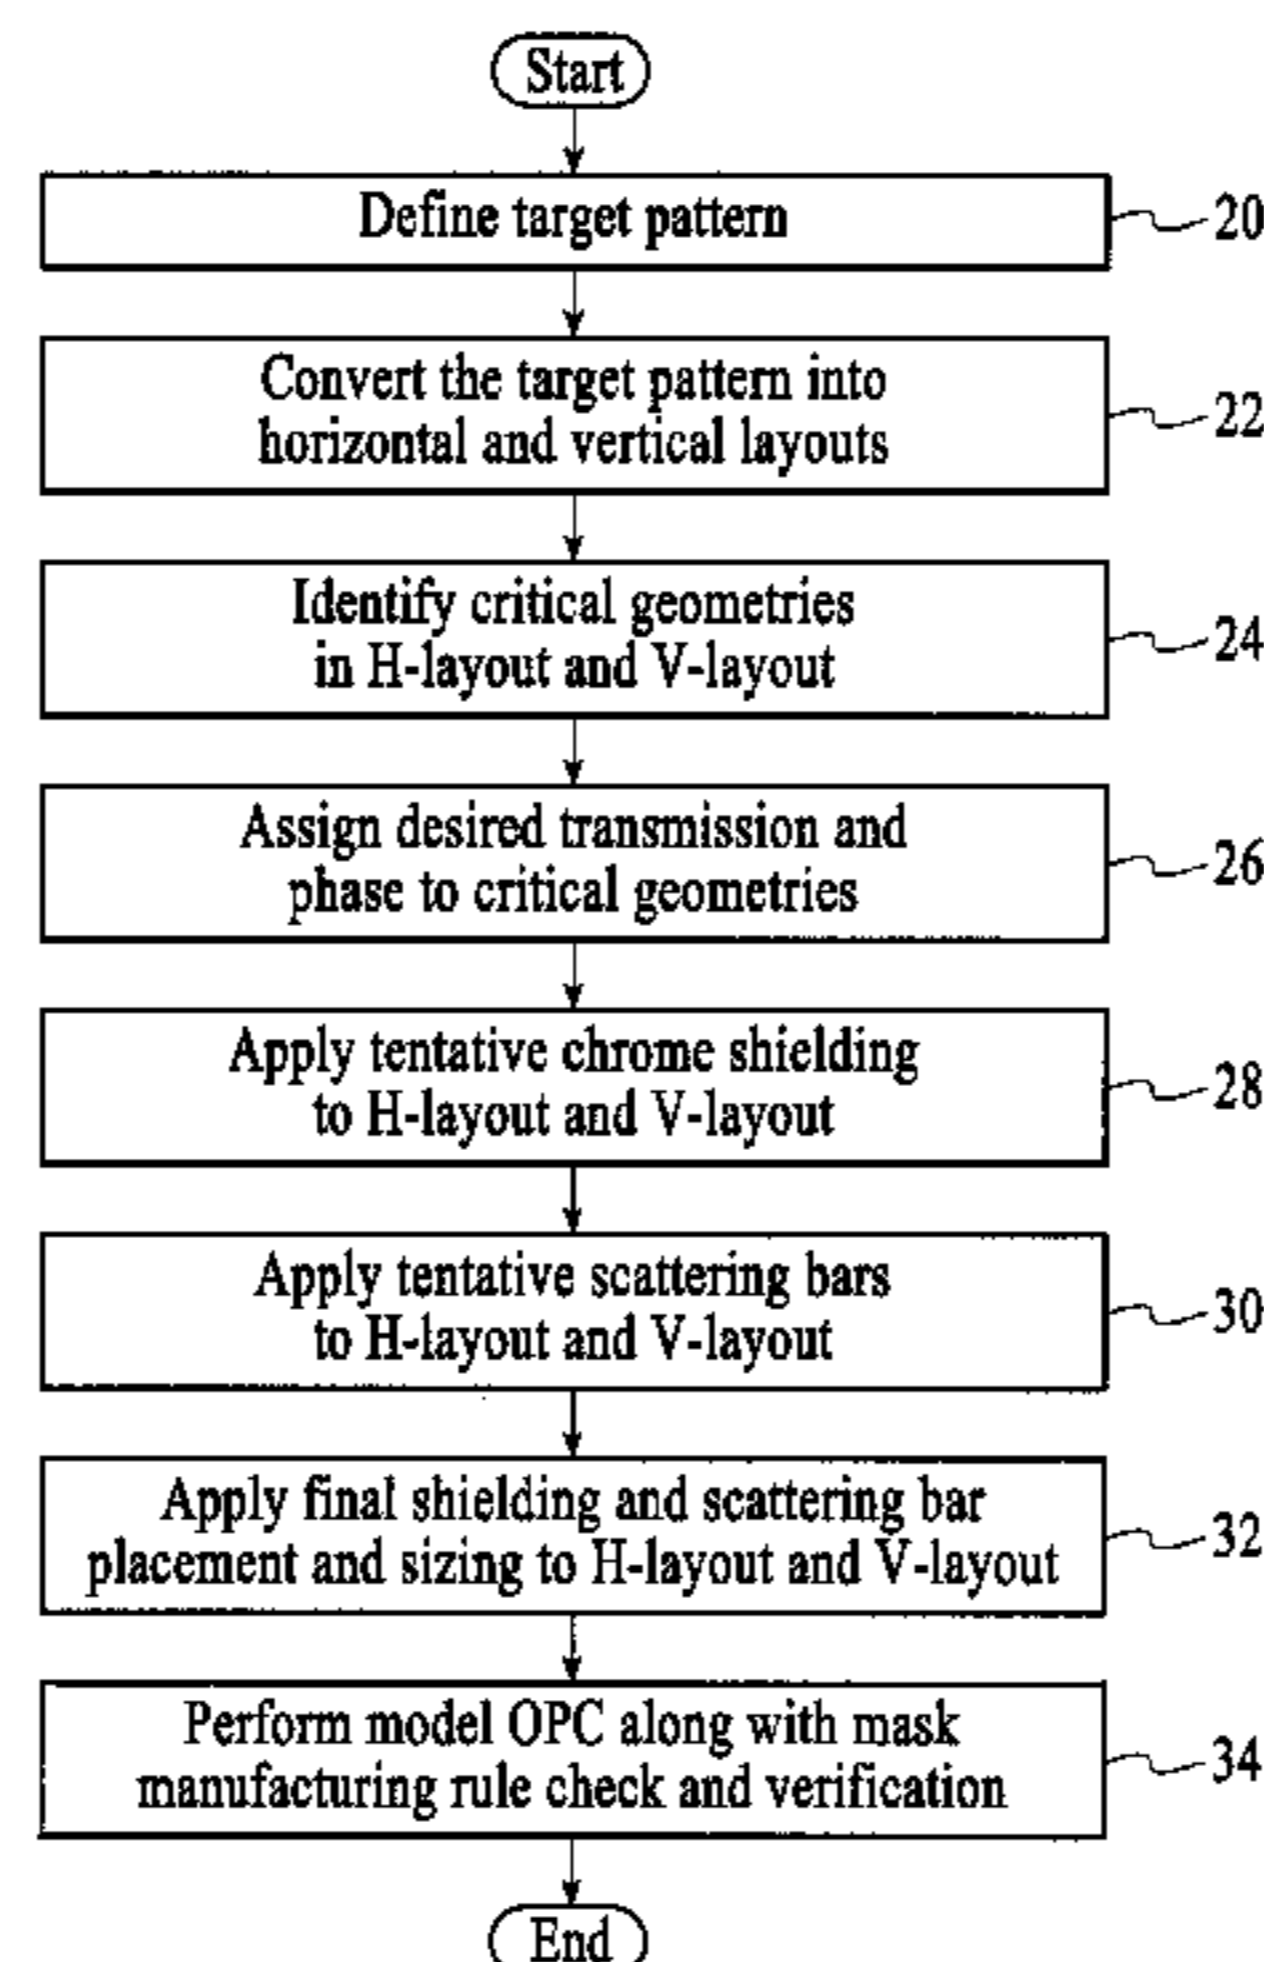 Start
Define target pattern
20
Convert the target pattern into
horizontal and vertical layouts
22
Identify critical geometries
in H-layout and V-layout
24
Assign desired transmission and
phase to critical geometries
26
Apply tentative chrome shielding
to H-layout and V-layout
28
Apply tentative scattering bars
to H-layout and V-layout
30
Apply final shielding and scattering bar
placement and sizing to H-layout and V-layout
32
Perform model OPC along with mask
manufacturing rule check and verification
34
End